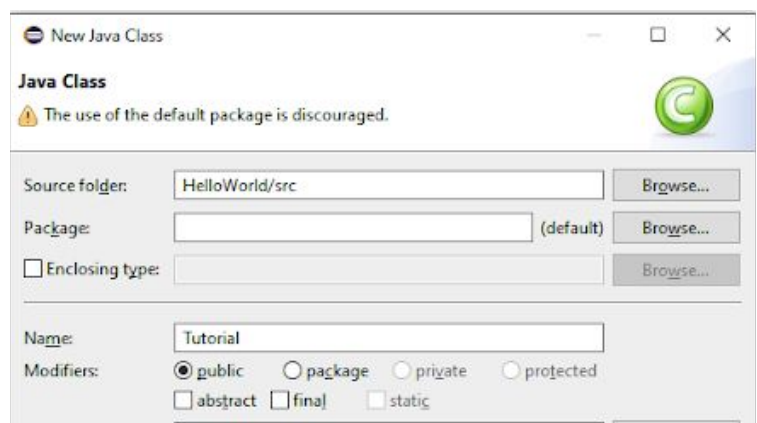 New Java Class
Java Class
The use of the default package is discouraged.
Source folder: HelloWorld/src Browse...
Package: (default) Browse...
Enclosing type: Browse...
Name: Tutorial
Modifiers: public package private protected
abstract final static